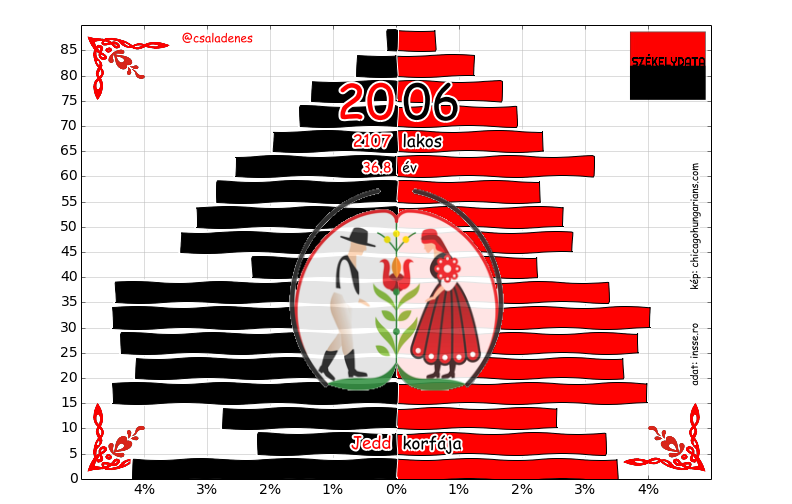 @csaladenes
SZÉKELYDATA
2006
2107 lakos
36.8 év
Jedd korfája
kép: chicagohungarians.com
adat: insse.ro
85
80
75
70
65
60
55
50
45
40
35
30
25
20
15
10
5
0
4% 3% 2% 1% 0% 1% 2% 3% 4%